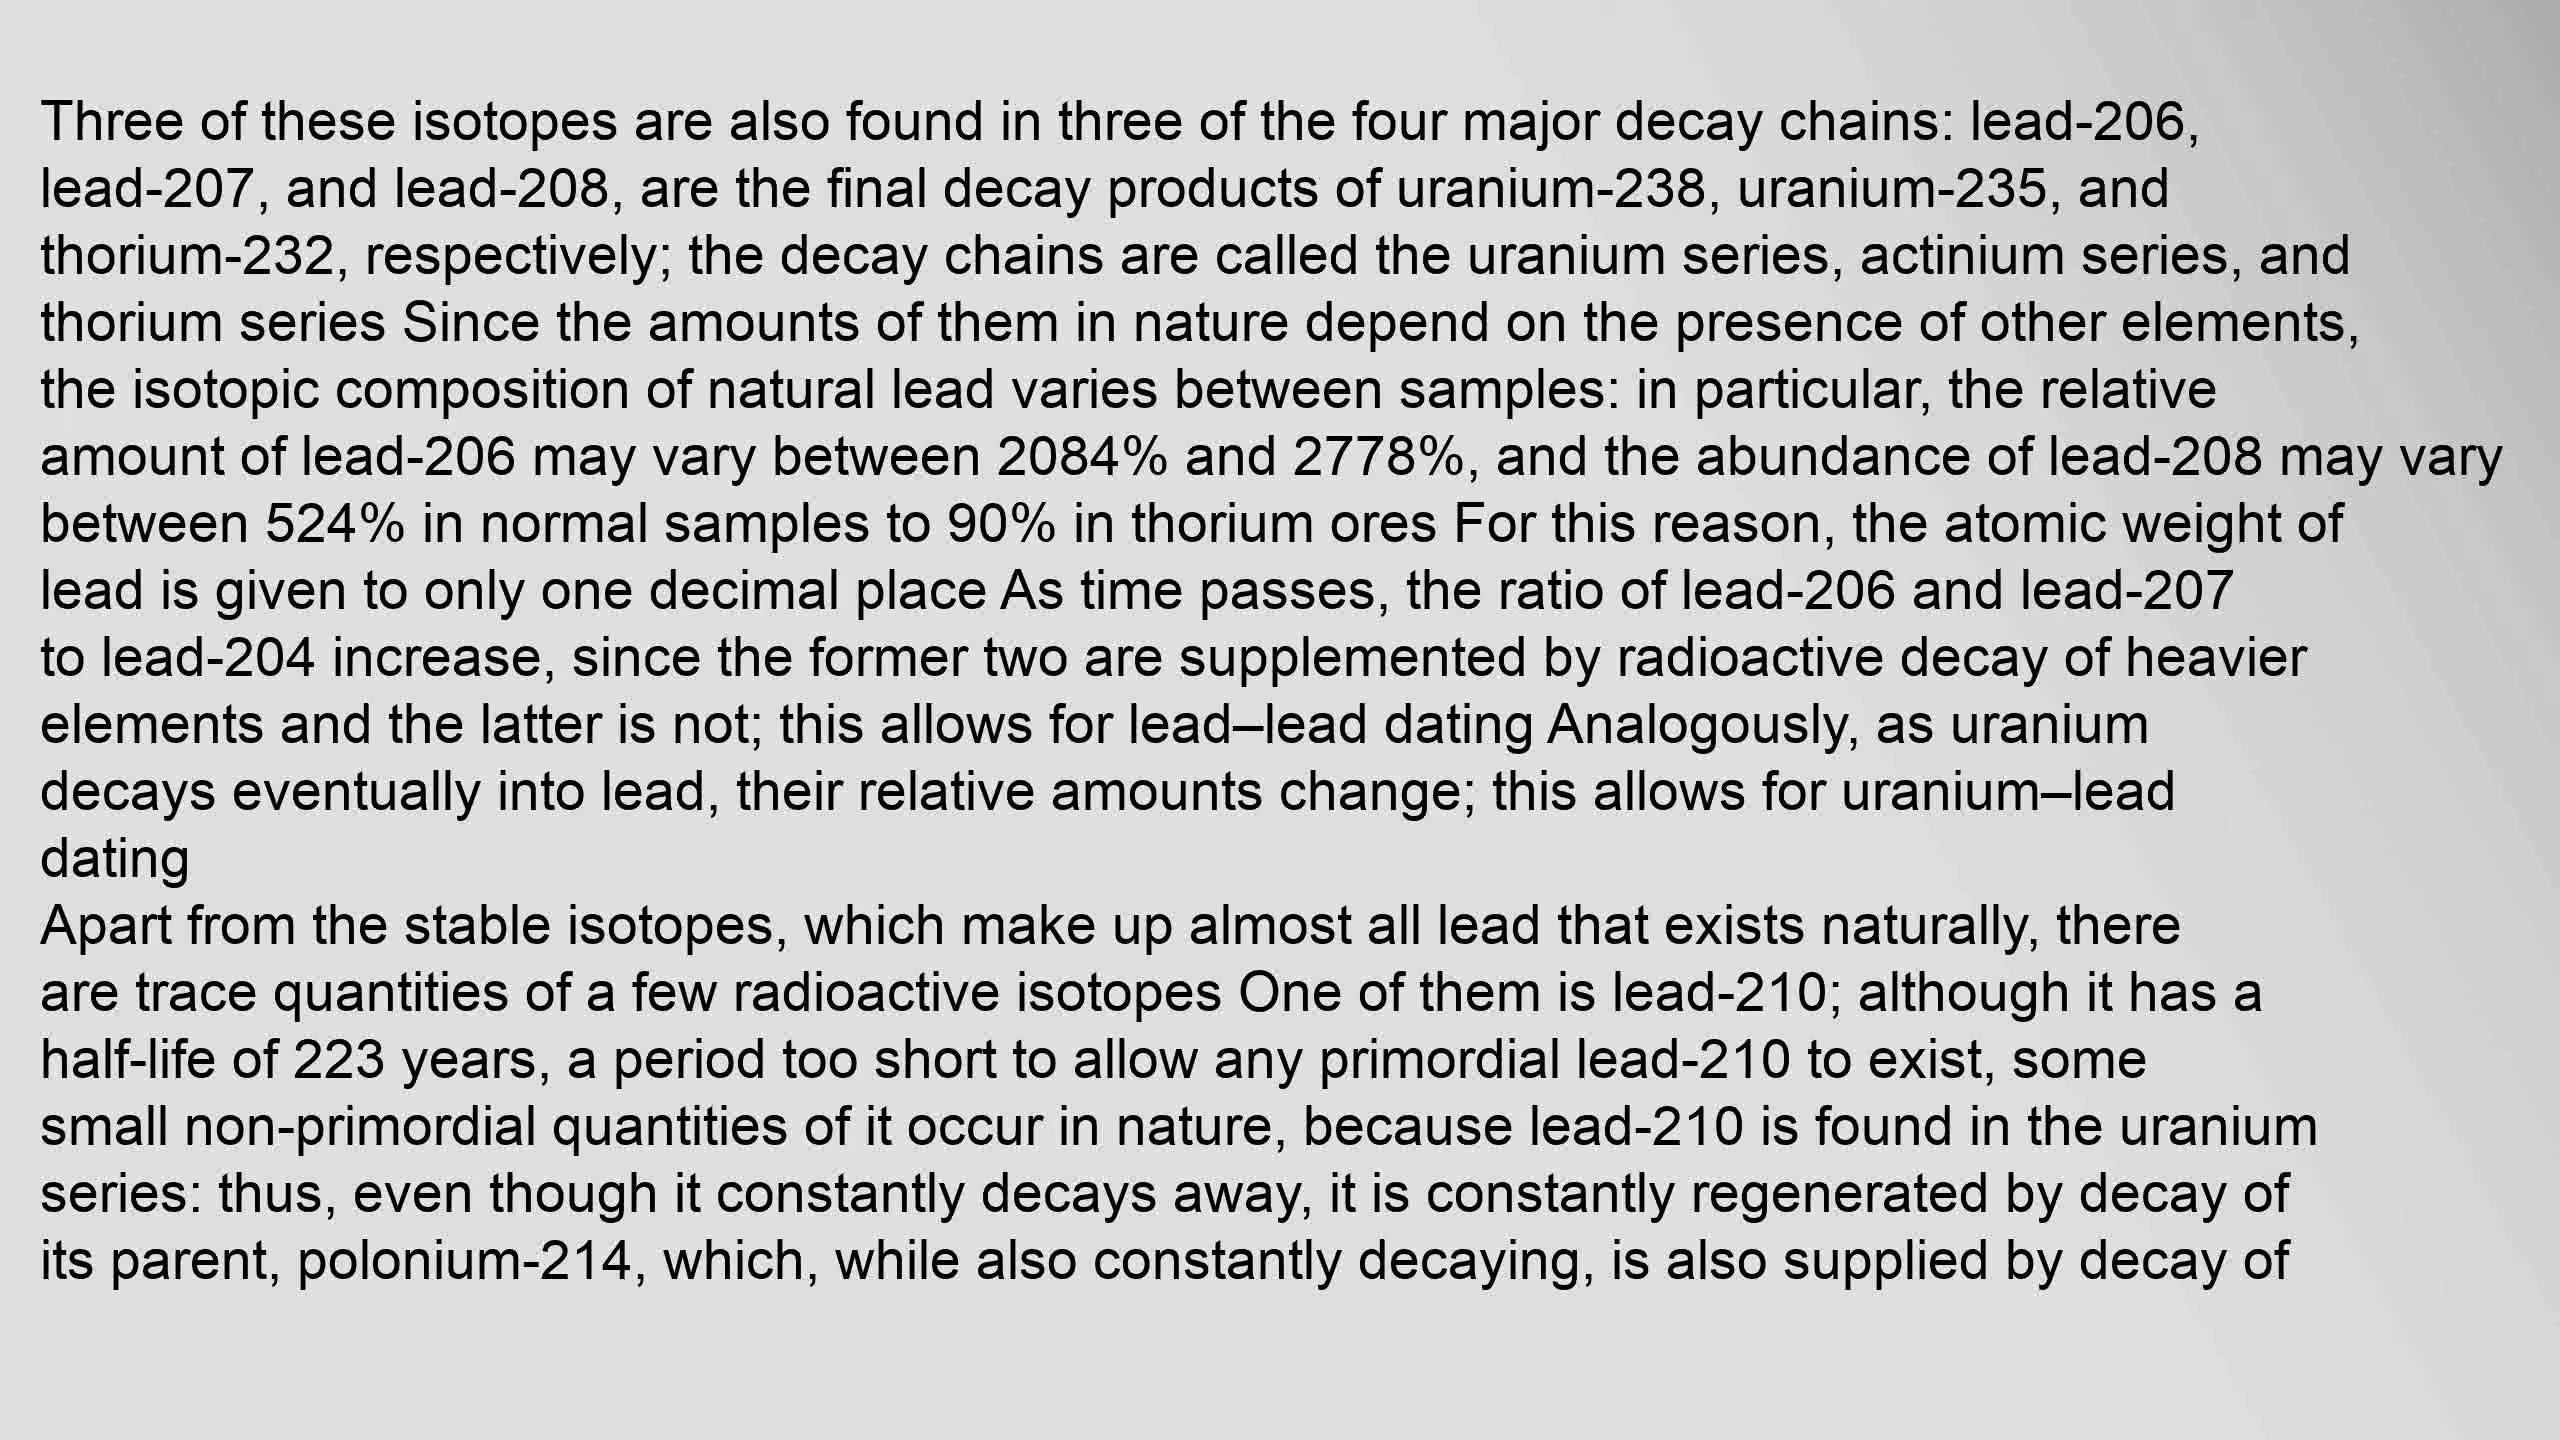 Three of these isotopes are also found in three of the four major decay chains: lead-206,
lead-207, and lead-208, are the final decay products of uranium-238, uranium-235, and
thorium-232, respectively; the decay chains are called the uranium series, actinium series, and
thorium series Since the amounts of them in nature depend on the presence of other elements,
the isotopic composition of natural lead varies between samples: in particular, the relative
amount of lead-206 may vary between 2084% and 2778%, and the abundance of lead-208 may vary
between 524% in normal samples to 90% in thorium ores For this reason, the atomic weight of
lead is given to only one decimal place As time passes, the ratio of lead-206 and lead-207
to lead-204 increase, since the former two are supplemented by radioactive decay of heavier
elements and the latter is not; this allows for lead–lead dating Analogously, as uranium
decays eventually into lead, their relative amounts change; this allows for uranium–lead
dating
Apart from the stable isotopes, which make up almost all lead that exists naturally, there
are trace quantities of a few radioactive isotopes One of them is lead-210; although it has a
half-life of 223 years, a period too short to allow any primordial lead-210 to exist, some
small non-primordial quantities of it occur in nature, because lead-210 is found in the uranium
series: thus, even though it constantly decays away, it is constantly regenerated by decay of
its parent, polonium-214, which, while also constantly decaying, is also supplied by decay of